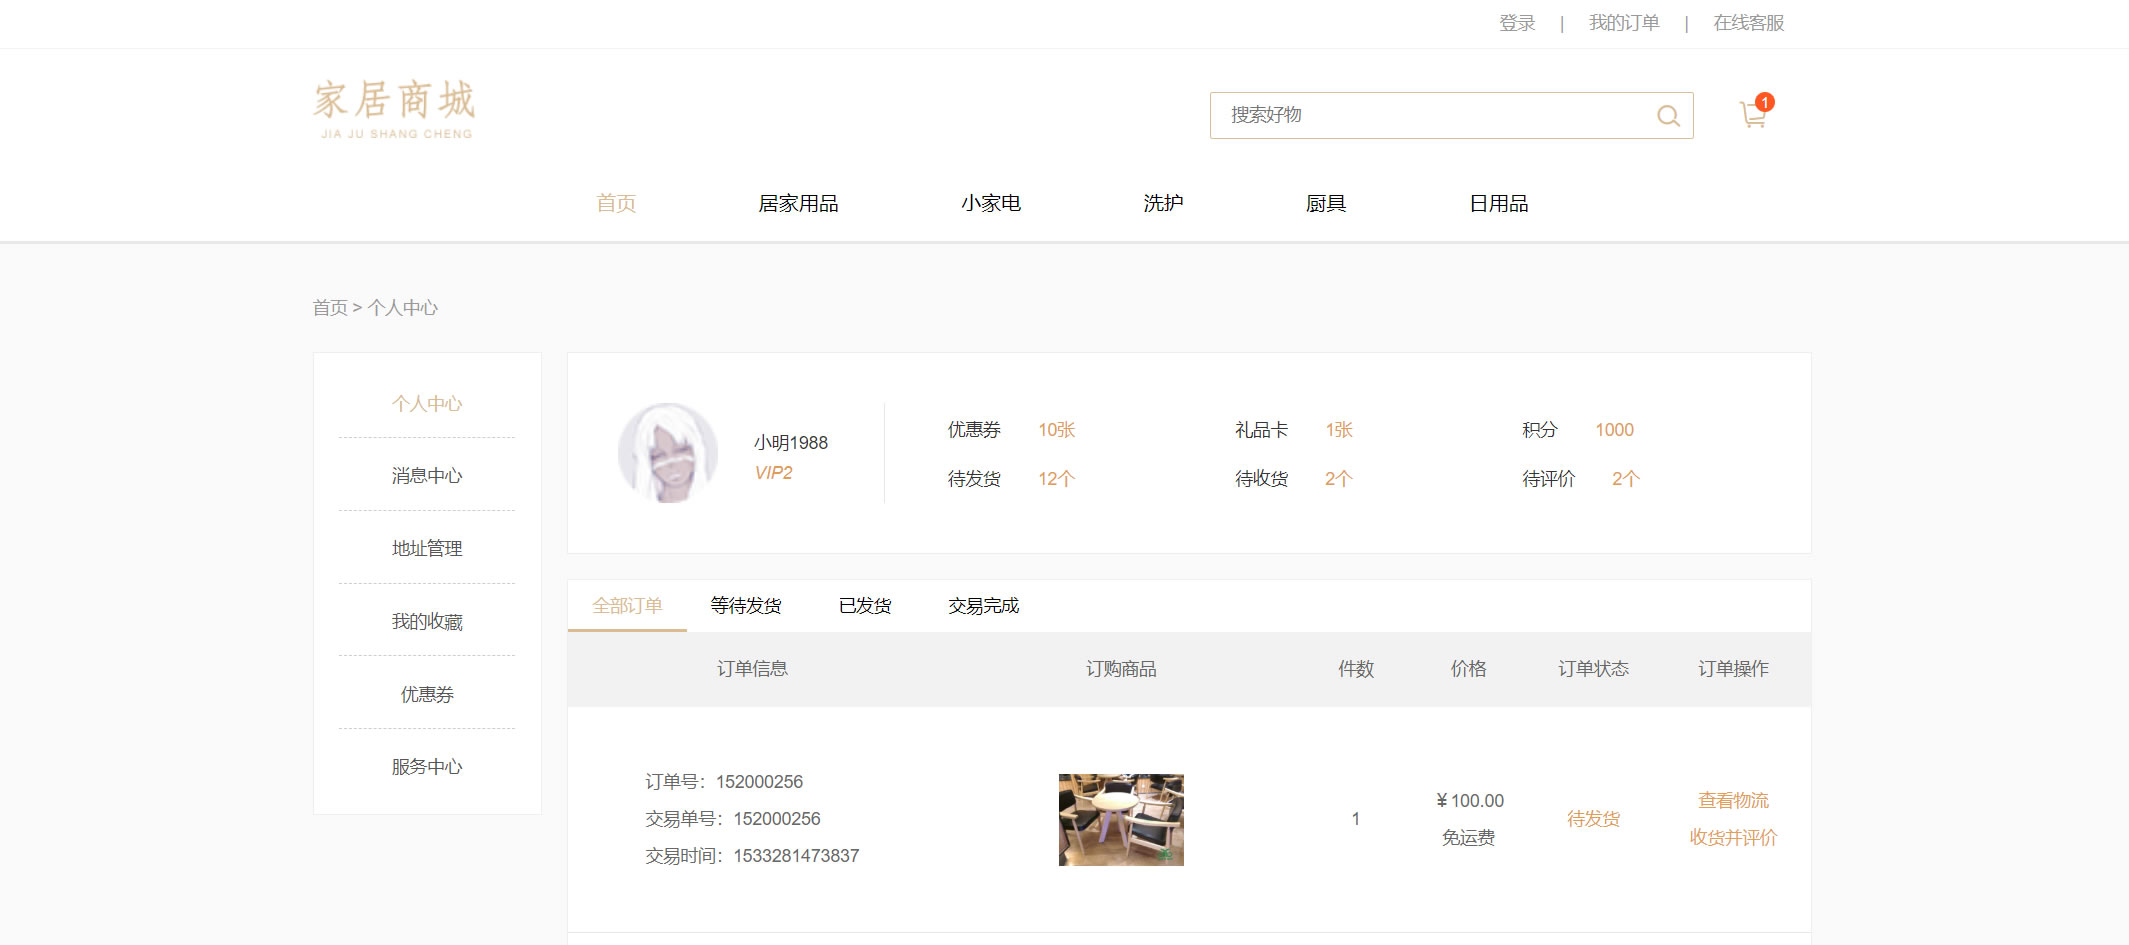 登录 | 我的订单 | 在线客服
家居商城
JIA JU SHANG CHENG
搜索好物
1
首页 居家用品 小家电 洗护 厨具 日用品
首页 > 个人中心
个人中心
消息中心
地址管理
我的收藏
优惠券
服务中心
小明1988
VIP2
优惠券 10张 礼品卡 1张 积分 1000
待发货 12个 待收货 2个 待评价 2个
全部订单 等待发货 已发货 交易完成
订单信息 订购商品 件数 价格 订单状态 订单操作
订单号：152000256
交易单号：152000256
交易时间：1533281473837
1
¥ 100.00
免运费
待发货
查看物流
收货并评价